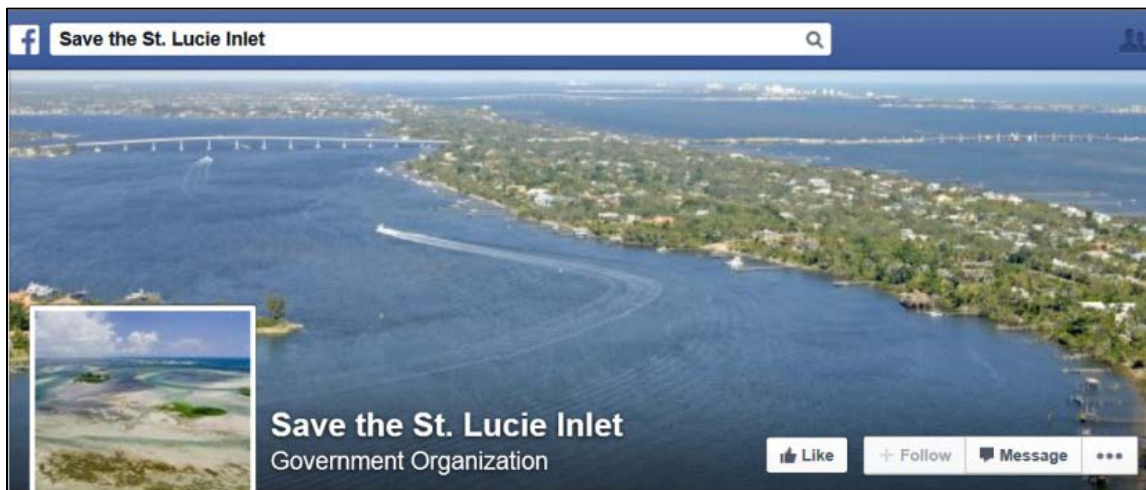 f Save the St. Lucie Inlet
Save the St. Lucie Inlet
Government Organization
Like + Follow Message •••